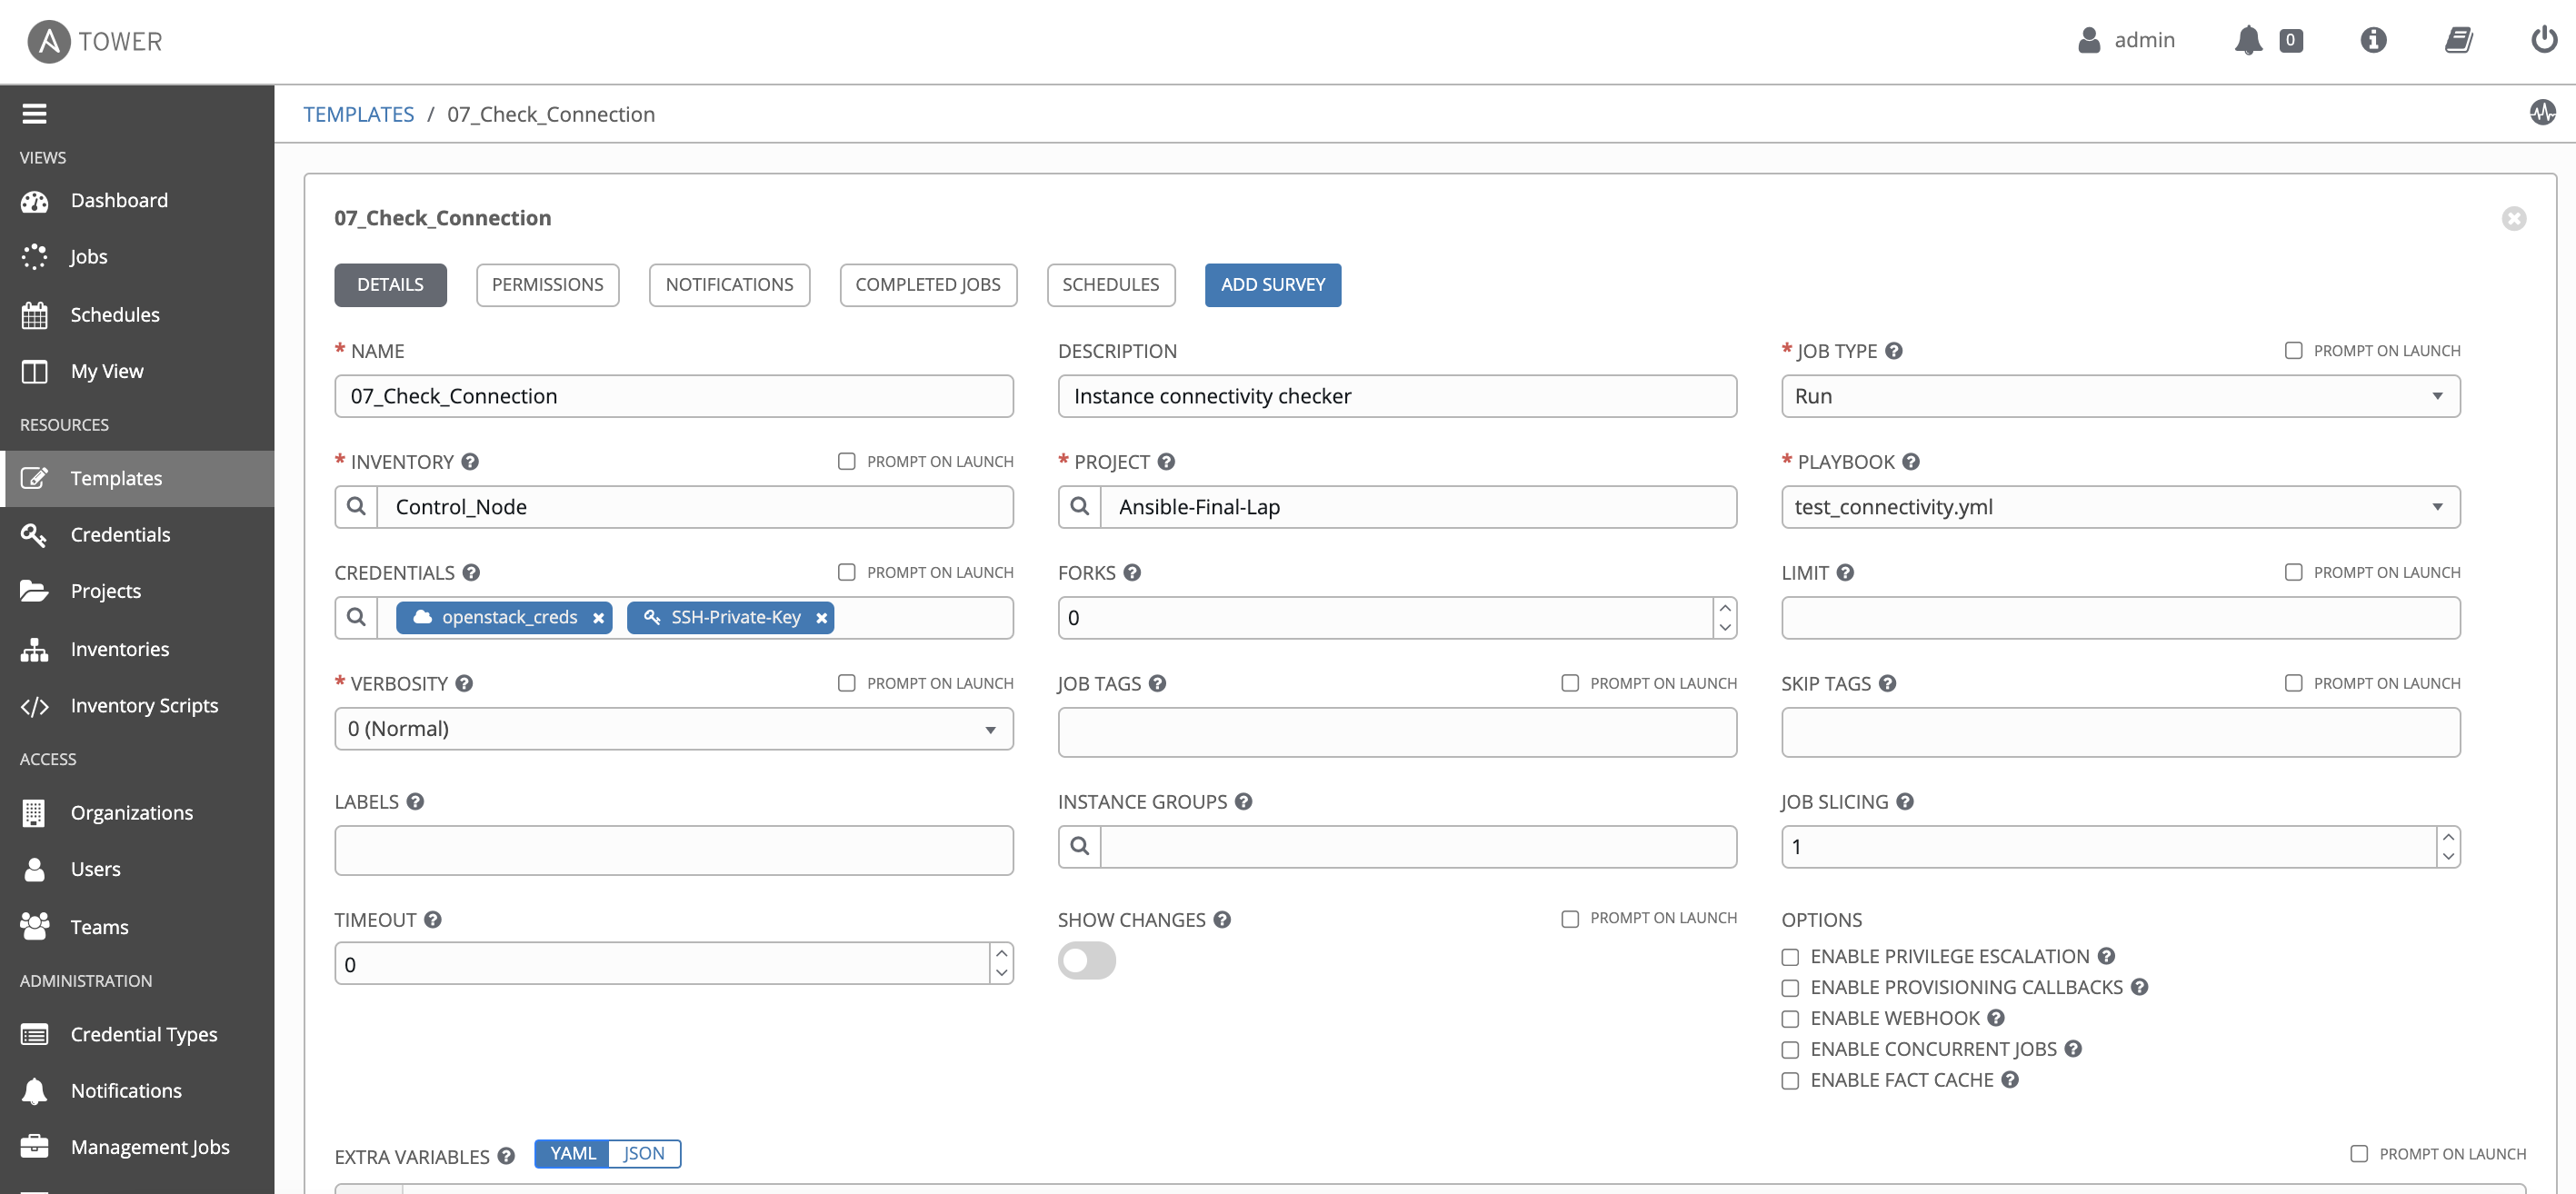 A TOWER
admin
0
VIEWS
Dashboard
Jobs
Schedules
My View
RESOURCES
Templates
Credentials
Projects
Inventories
Inventory Scripts
ACCESS
Organizations
Users
Teams
ADMINISTRATION
Credential Types
Notifications
Management Jobs
TEMPLATES / 07_Check_Connection
07_Check_Connection
DETAILS PERMISSIONS NOTIFICATIONS COMPLETED JOBS SCHEDULES ADD SURVEY
* NAME
07_Check_Connection
DESCRIPTION
Instance connectivity checker
* JOB TYPE ? PROMPT ON LAUNCH
Run
* INVENTORY ? PROMPT ON LAUNCH
Control_Node
* PROJECT ?
Ansible-Final-Lap
* PLAYBOOK ?
test_connectivity.yml
CREDENTIALS ? PROMPT ON LAUNCH
openstack_creds × SSH-Private-Key ×
FORKS ?
0
LIMIT ? PROMPT ON LAUNCH
* VERBOSITY ? PROMPT ON LAUNCH
0 (Normal)
JOB TAGS ? PROMPT ON LAUNCH
SKIP TAGS ? PROMPT ON LAUNCH
LABELS ?
INSTANCE GROUPS ?
JOB SLICING ?
1
TIMEOUT ?
0
SHOW CHANGES ? PROMPT ON LAUNCH
OPTIONS
ENABLE PRIVILEGE ESCALATION ?
ENABLE PROVISIONING CALLBACKS ?
ENABLE WEBHOOK ?
ENABLE CONCURRENT JOBS ?
ENABLE FACT CACHE ?
EXTRA VARIABLES ? YAML JSON PROMPT ON LAUNCH